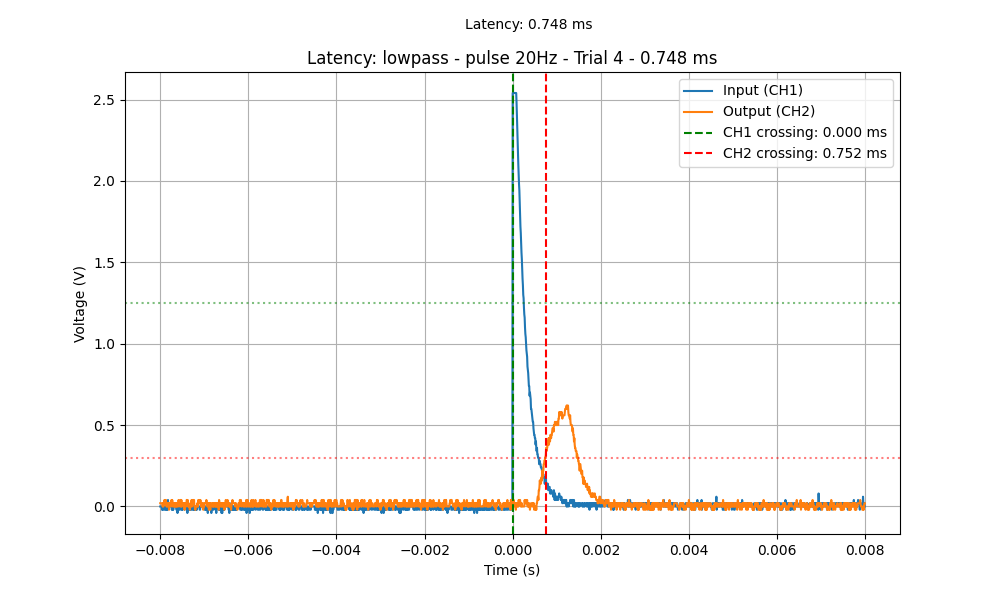 Latency: 0.748 ms
Latency: lowpass - pulse 20Hz - Trial 4 - 0.748 ms
Input (CH1)
Output (CH2)
CH1 crossing: 0.000 ms
CH2 crossing: 0.752 ms
Voltage (V)
2.5
2.0
1.5
1.0
0.5
0.0
−0.008 −0.006 −0.004 −0.002 0.000 0.002 0.004 0.006 0.008
Time (s)